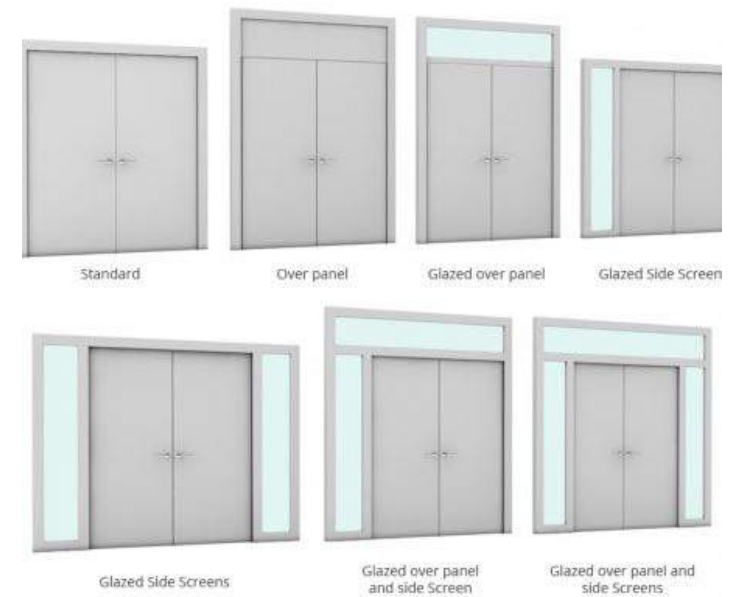 Standard
Over panel
Glazed over panel
Glazed Side Screen
Glazed Side Screens
Glazed over panel
and side Screen
Glazed over panel and
side Screens